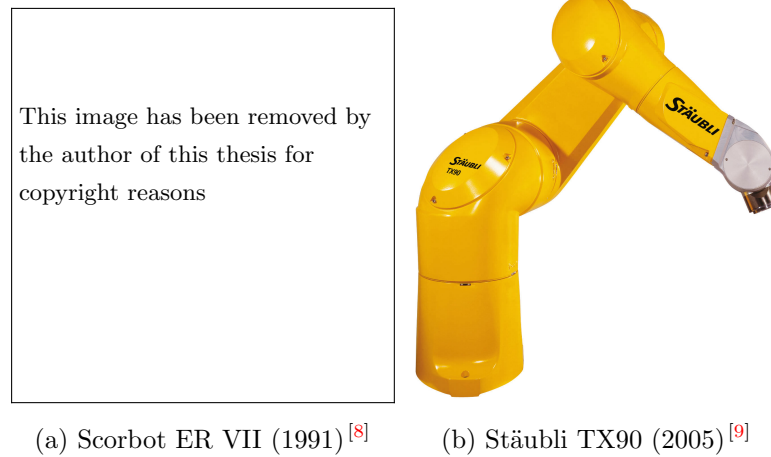 This image has been removed by
the author of this thesis for
copyright reasons
STÄUBLI
STÄUBLI
TX90
(a) Scorbot ER VII (1991)[8]
(b) Stäubli TX90 (2005)[9]